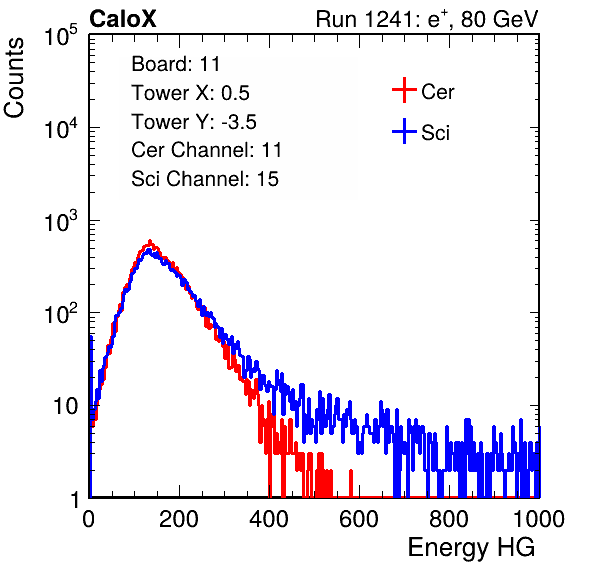 CaloX Run 1241: e⁺, 80 GeV
Counts
Board: 11
Tower X: 0.5
Tower Y: -3.5
Cer Channel: 11
Sci Channel: 15
Cer
Sci
10⁵
10⁴
10³
10²
10
1
0 200 400 600 800 1000
Energy HG